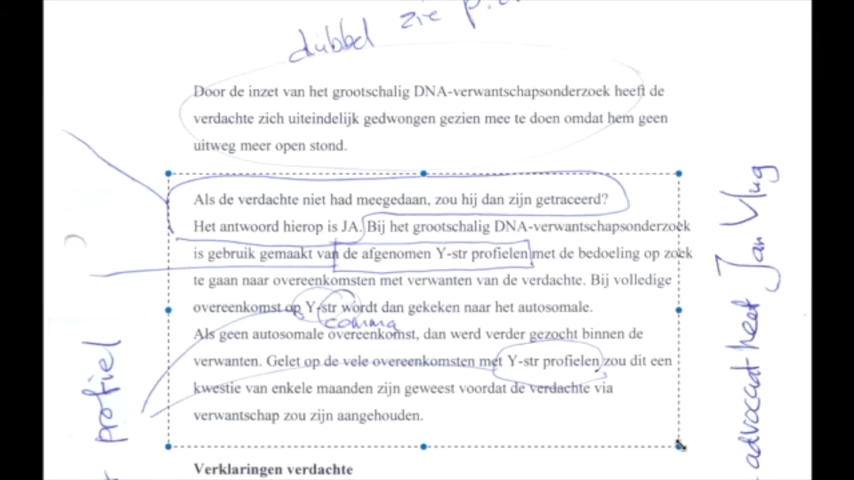 dubbel zie
Door de inzet van het grootschalig DNA-verwantschapsonderzoek heeft de
verdachte zich uiteindelijk gedwongen gezien mee te doen omdat hem geen
uitweg meer open stond.
Als de verdachte niet had meegedaan, zou hij dan zijn getraceerd?
Het antwoord hierop is JA. Bij het grootschalig DNA-verwantschapsonderzoek
is gebruik gemaakt van de afgenomen Y-str profielen met de bedoeling op zoek
te gaan naar overeenkomsten met verwanten van de verdachte. Bij volledige
overeenkomst op Y-str wordt dan gekeken naar het autosomale.
comma
Als geen autosomale overeenkomst, dan werd verder gezocht binnen de
verwanten. Gelet op de vele overeenkomsten met Y-str profielen zou dit een
kwestie van enkele maanden zijn geweest voordat de verdachte via
verwantschap zou zijn aangehouden.
Verklaringen verdachte
profiel
advocaat heet Jan Vlug